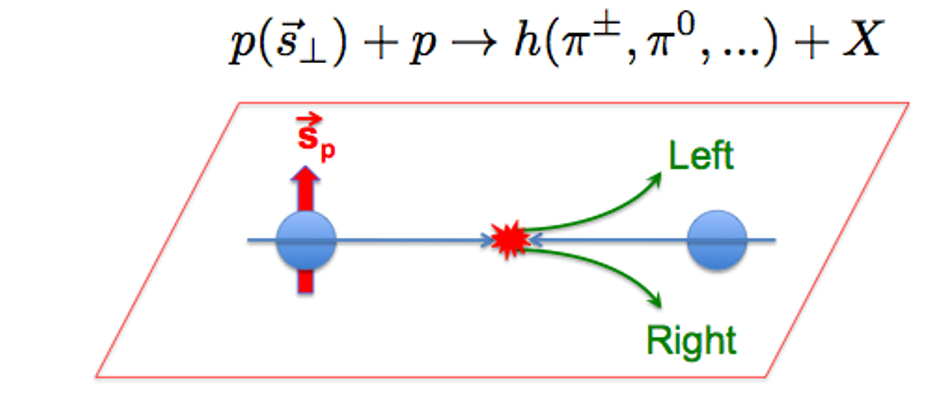 p(s⃗⊥) + p → h(π±, π0, ...) + X
s⃗p
Left
Right